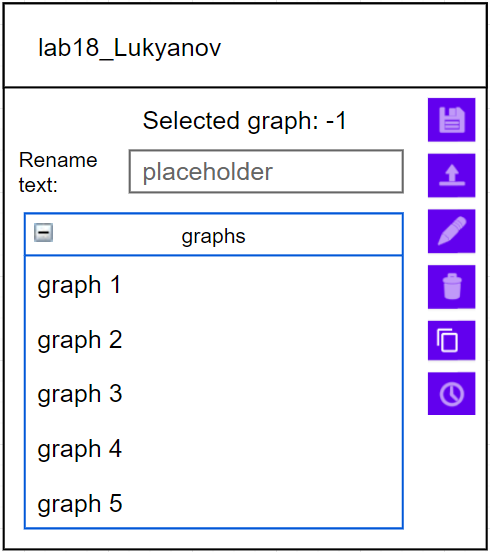 lab18_Lukyanov
Selected graph: -1
Rename
text:
placeholder
graphs
graph 1
graph 2
graph 3
graph 4
graph 5